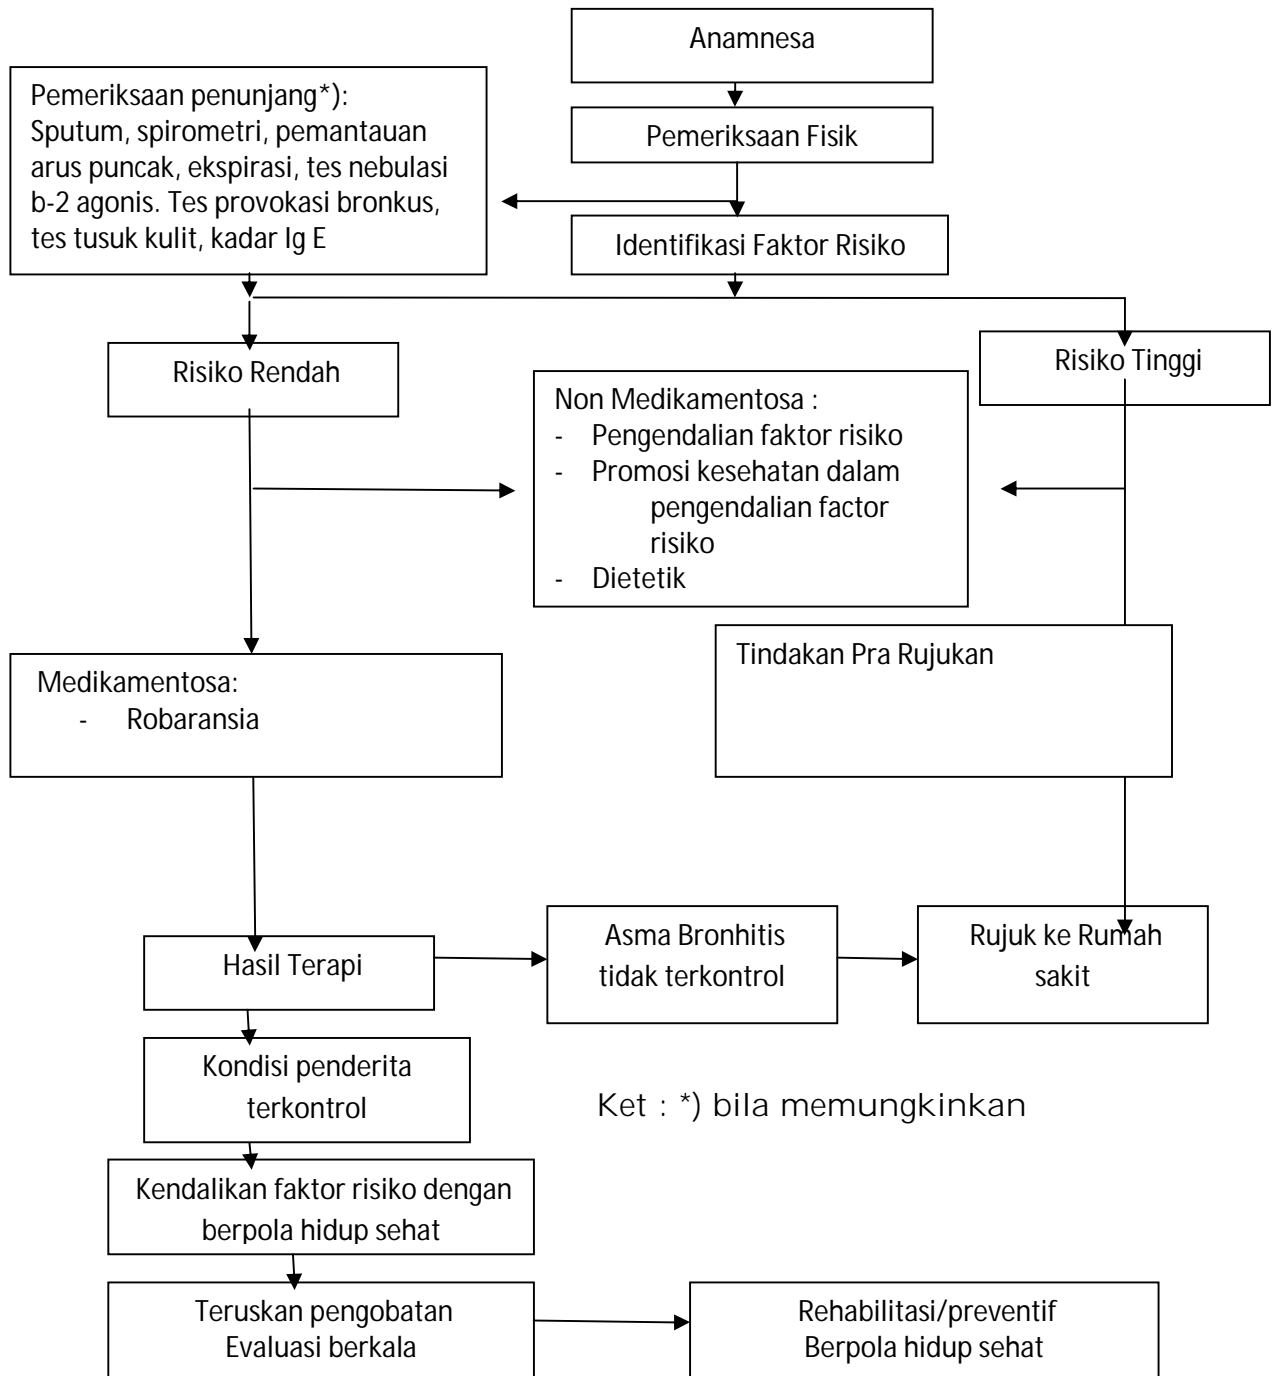 Anamnesa
Pemeriksaan penunjang*):
Sputum, spirometri, pemantauan
arus puncak, ekspirasi, tes nebulasi
b-2 agonis. Tes provokasi bronkus,
tes tusuk kulit, kadar Ig E
Pemeriksaan Fisik
Identifikasi Faktor Risiko
Risiko Rendah
Risiko Tinggi
Non Medikamentosa :
- Pengendalian faktor risiko
- Promosi kesehatan dalam
pengendalian factor
risiko
- Dietetik
Tindakan Pra Rujukan
Medikamentosa:
- Robaransia
Hasil Terapi
Asma Bronhitis
tidak terkontrol
Rujuk ke Rumah
sakit
Kondisi penderita
terkontrol
Ket : *) bila memungkinkan
Kendalikan faktor risiko dengan
berpola hidup sehat
Teruskan pengobatan
Evaluasi berkala
Rehabilitasi/preventif
Berpola hidup sehat